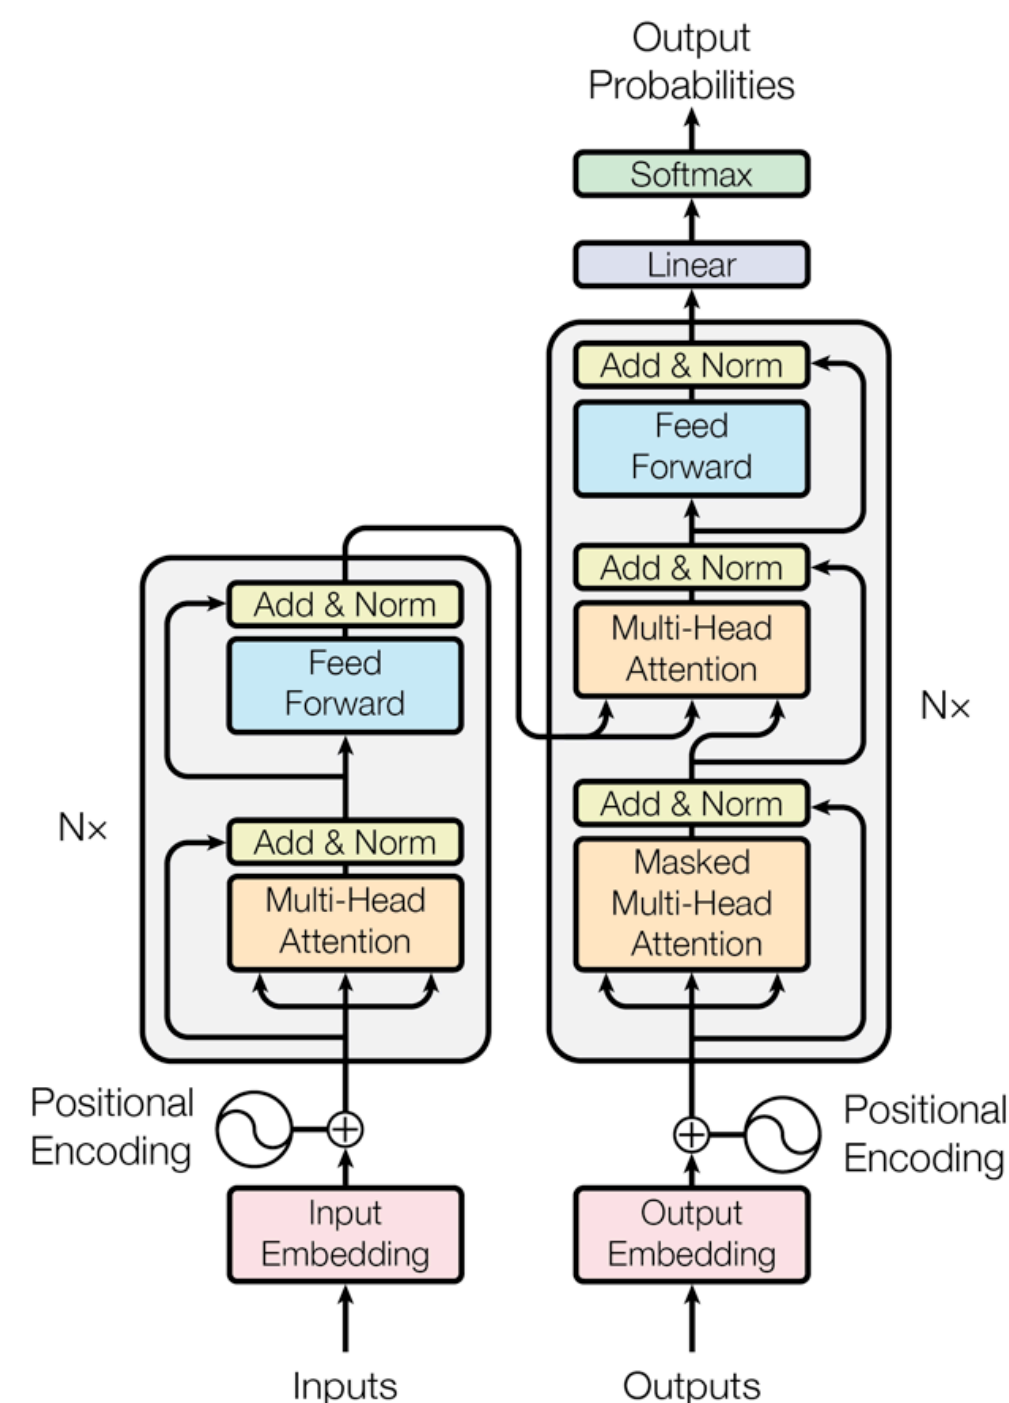 Output
Probabilities
Softmax
Linear
Add & Norm
Feed
Forward
Add & Norm
Multi-Head
Attention
Nx
Add & Norm
Masked
Multi-Head
Attention
Add & Norm
Feed
Forward
Nx
Add & Norm
Multi-Head
Attention
Positional
Encoding
Positional
Encoding
Input
Embedding
Output
Embedding
Inputs
Outputs